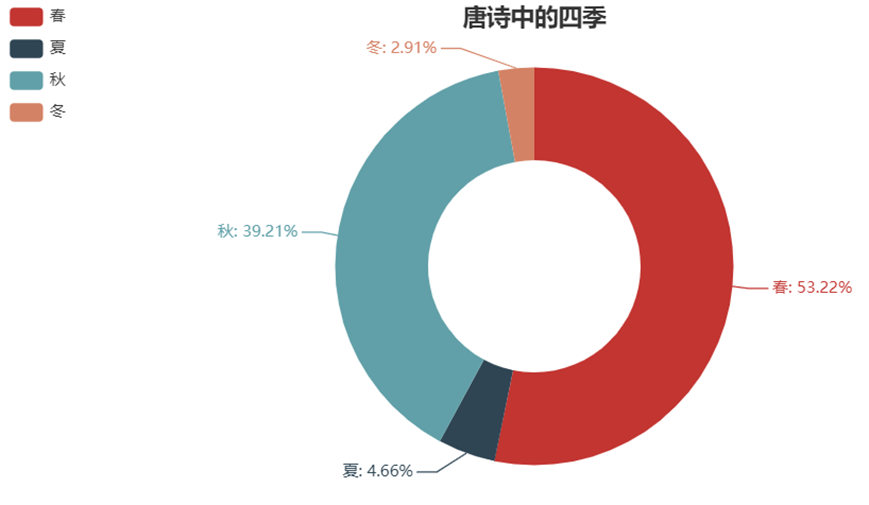 唐诗中的四季
春
夏
秋
冬
冬: 2.91%
秋: 39.21%
春: 53.22%
夏: 4.66%